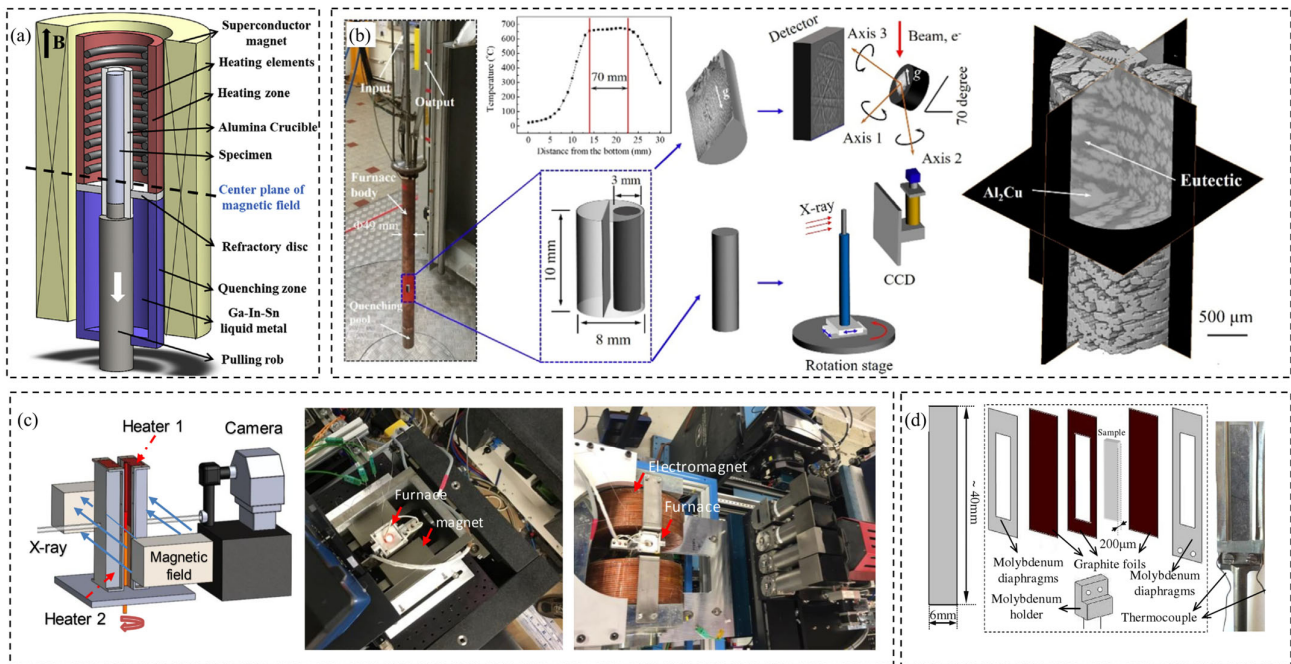 (a)
B
Superconductor
magnet
Heating elements
Heating zone
Alumina Crucible
Specimen
Center plane of
magnetic field
Refractory disc
Quenching zone
Ga-In-Sn
liquid metal
Pulling rob
(b)
Input
Output
Furnace
body
mm
Quenching
pool
Temperature (°C)
700
600
500
400
300
200
100
0
70 mm
0 5 10 15 20 25 30
Distance from the bottom (mm)
3 mm
10 mm
8 mm
g
Detector
Axis 3
Beam, e-
g
70 degree
Axis 1
Axis 2
X-ray
CCD
Rotation stage
Al2Cu
Eutectic
500 μm
(c)
Heater 1
Camera
X-ray
Magnetic
field
Heater 2
Furnace
magnet
Electromagnet
Furnace
(d)
~ 40mm
6mm
Sample
200μm
Molybdenum
diaphragms
Graphite foils
Molybdenum
diaphragms
Molybdenum
holder
Thermocouple